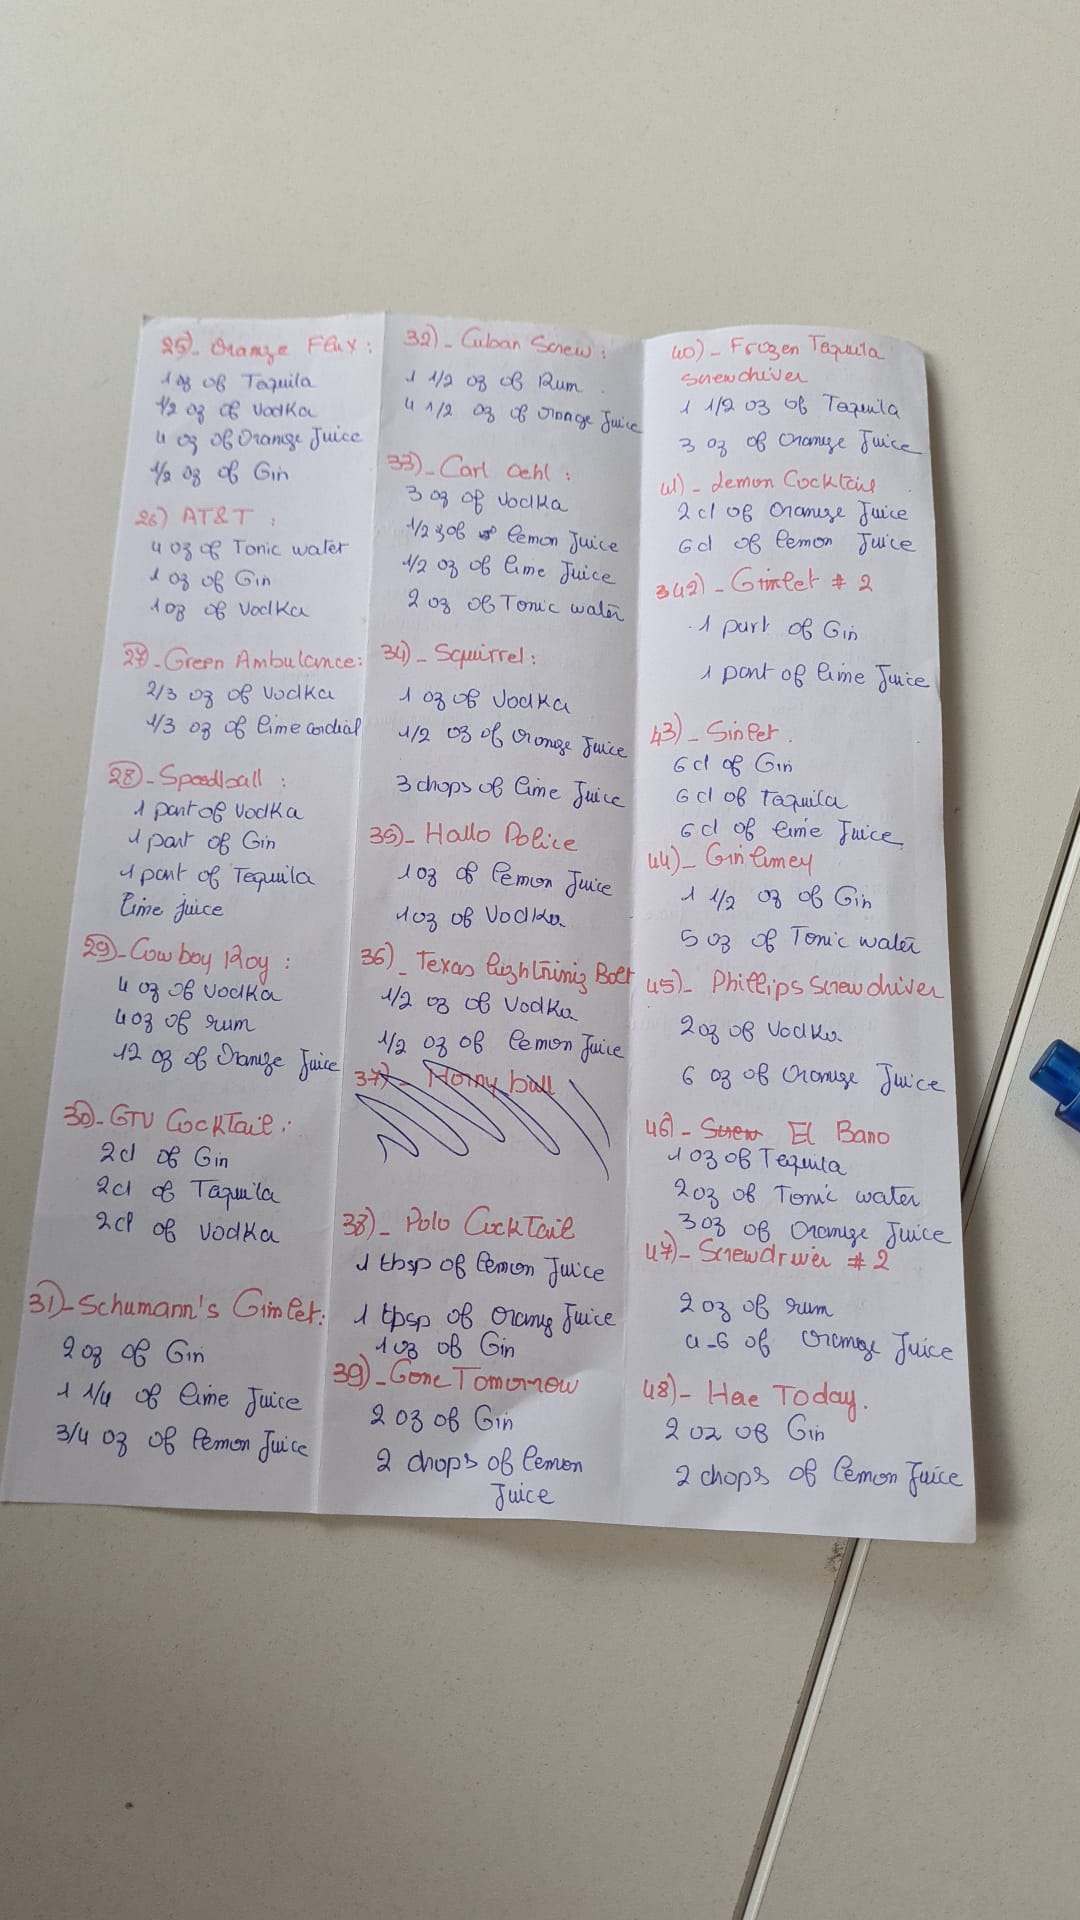 25)- Orange Flux :
1 oz of Taquila
1/2 oz of Vodka
4 oz of Orange Juice
1/2 oz of Gin
26) AT&T :
4 oz of Tonic water
1 oz of Gin
1 oz of Vodka
27)-Green Ambulance:
2/3 oz of Vodka
1/3 oz of lime cordial
28)-Speedball :
1 part of Vodka
1 part of Gin
1 part of Tequila
lime juice
29)-Cowboy Roy :
4 oz of Vodka
4 oz of rum
12 oz of Orange Juice
30)-GTV CockTail :
2cl of Gin
2cl of Taquila
2cl of Vodka
31)-Schumann's Gimlet:
2 oz of Gin
1 1/4 of lime Juice
3/4 oz of lemon Juice
32)-Cuban Screw :
1 1/2 oz of Rum
4 1/2 oz of Orange Juice
33)-Carl Oehl :
3 oz of Vodka
1/2 of lemon Juice
1/2 oz of lime Juice
2 oz of Tonic water
34)-Squirrel :
1 oz of Vodka
1/2 oz of Orange Juice
3 drops of lime Juice
35)-Hallo Police
1 oz of lemon Juice
1 oz of Vodka
36)-Texas lightning Bolt
1/2 oz of Vodka
1/2 oz of lemon Juice
37)- Horny bull
38)-Polo CockTail
1 tbsp of lemon Juice
1 tbsp of Orang Juice
1 oz of Gin
39)-Gone Tomorrow
2 oz of Gin
2 drops of lemon
Juice
40)-Frozen Taquila
screwdriver
1 1/2 oz of Taquila
3 oz of Orange Juice
41)-lemon Cocktail
2 cl of Orange Juice
6cl of lemon Juice
342)-Gimlet # 2
1 part of Gin
1 part of lime Juice
43)-Sinlet.
6 cl of Gin
6 cl of Taquila
6 cl of lime Juice
44)-Gin limey
1 1/2 oz of Gin
5 oz of Tonic water
45)-Phillips Screwdriver
2 oz of Vodka
6 oz of Orange Juice
46)- Screw El Bano
1 oz of Tequila
2 oz of Tonic water
3 oz of Orange Juice
47)-Screwdriver # 2
2 oz of rum
4-6 of Orange Juice
48)-Hae Today.
2 oz of Gin
2 drops of lemon Juice